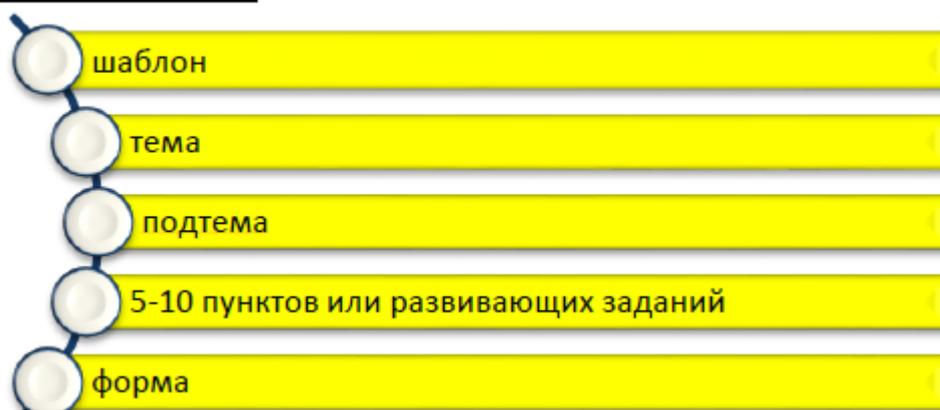 шаблон
тема
подтема
5-10 пунктов или развивающих заданий
форма